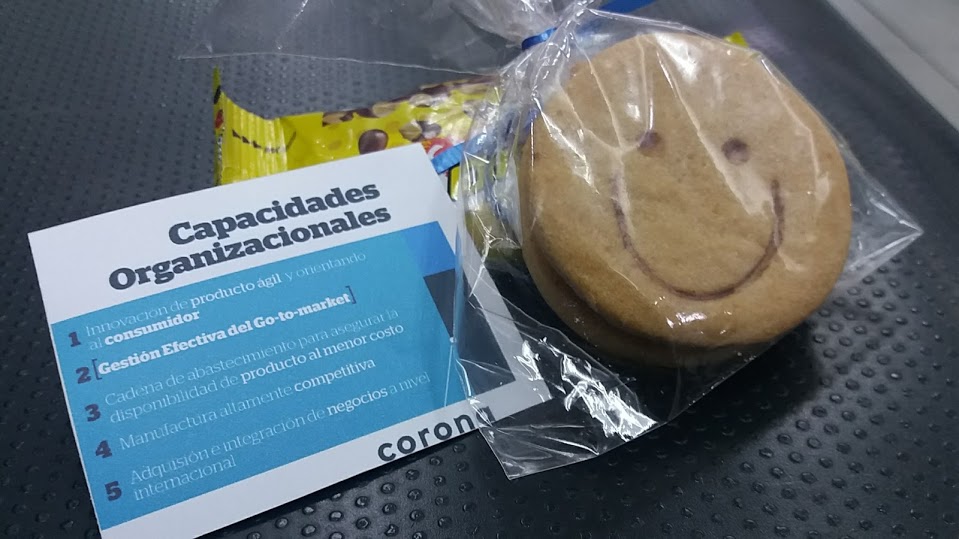 Capacidades
Organizacionales
1 Innovación de producto ágil y orientando
al consumidor
2 [Gestión Efectiva del Go-to-market]
3 Cadena de abastecimiento para asegurar la
disponibilidad de producto al menor costo
4 Manufactura altamente competitiva
5 Adquisión e integración de negocios a nivel
internacional
corona